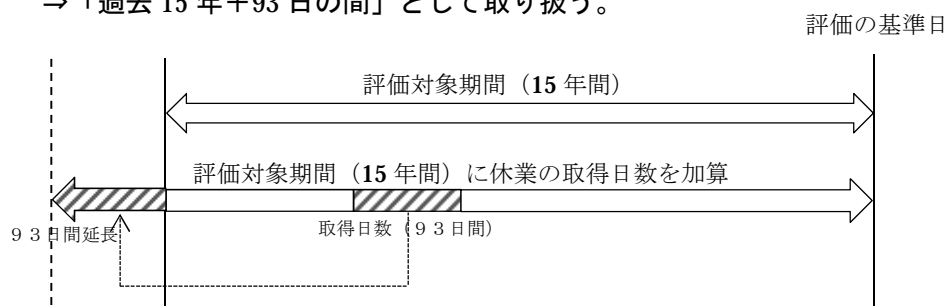 ⇒「過去 15 年＋93 日の間」として取り扱う。
評価の基準日
評価対象期間（15 年間）
評価対象期間（15 年間）に休業の取得日数を加算
９３日間延長
取得日数（９３日間）